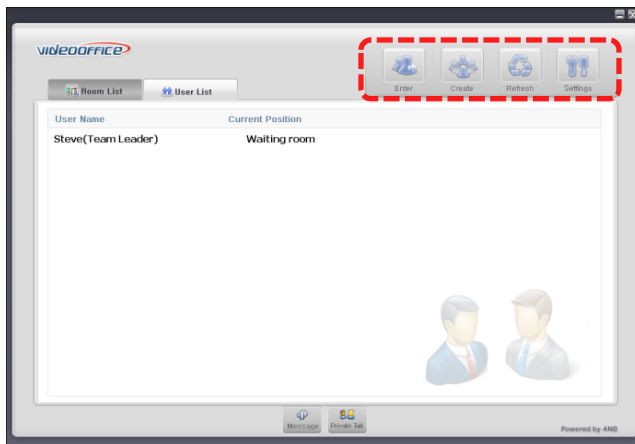 VIDEOOFFICE
Enter Create Refresh Settings
Room List User List
User Name Current Position
Steve(Team Leader) Waiting room
Message Private Talk
Powered by 4NB